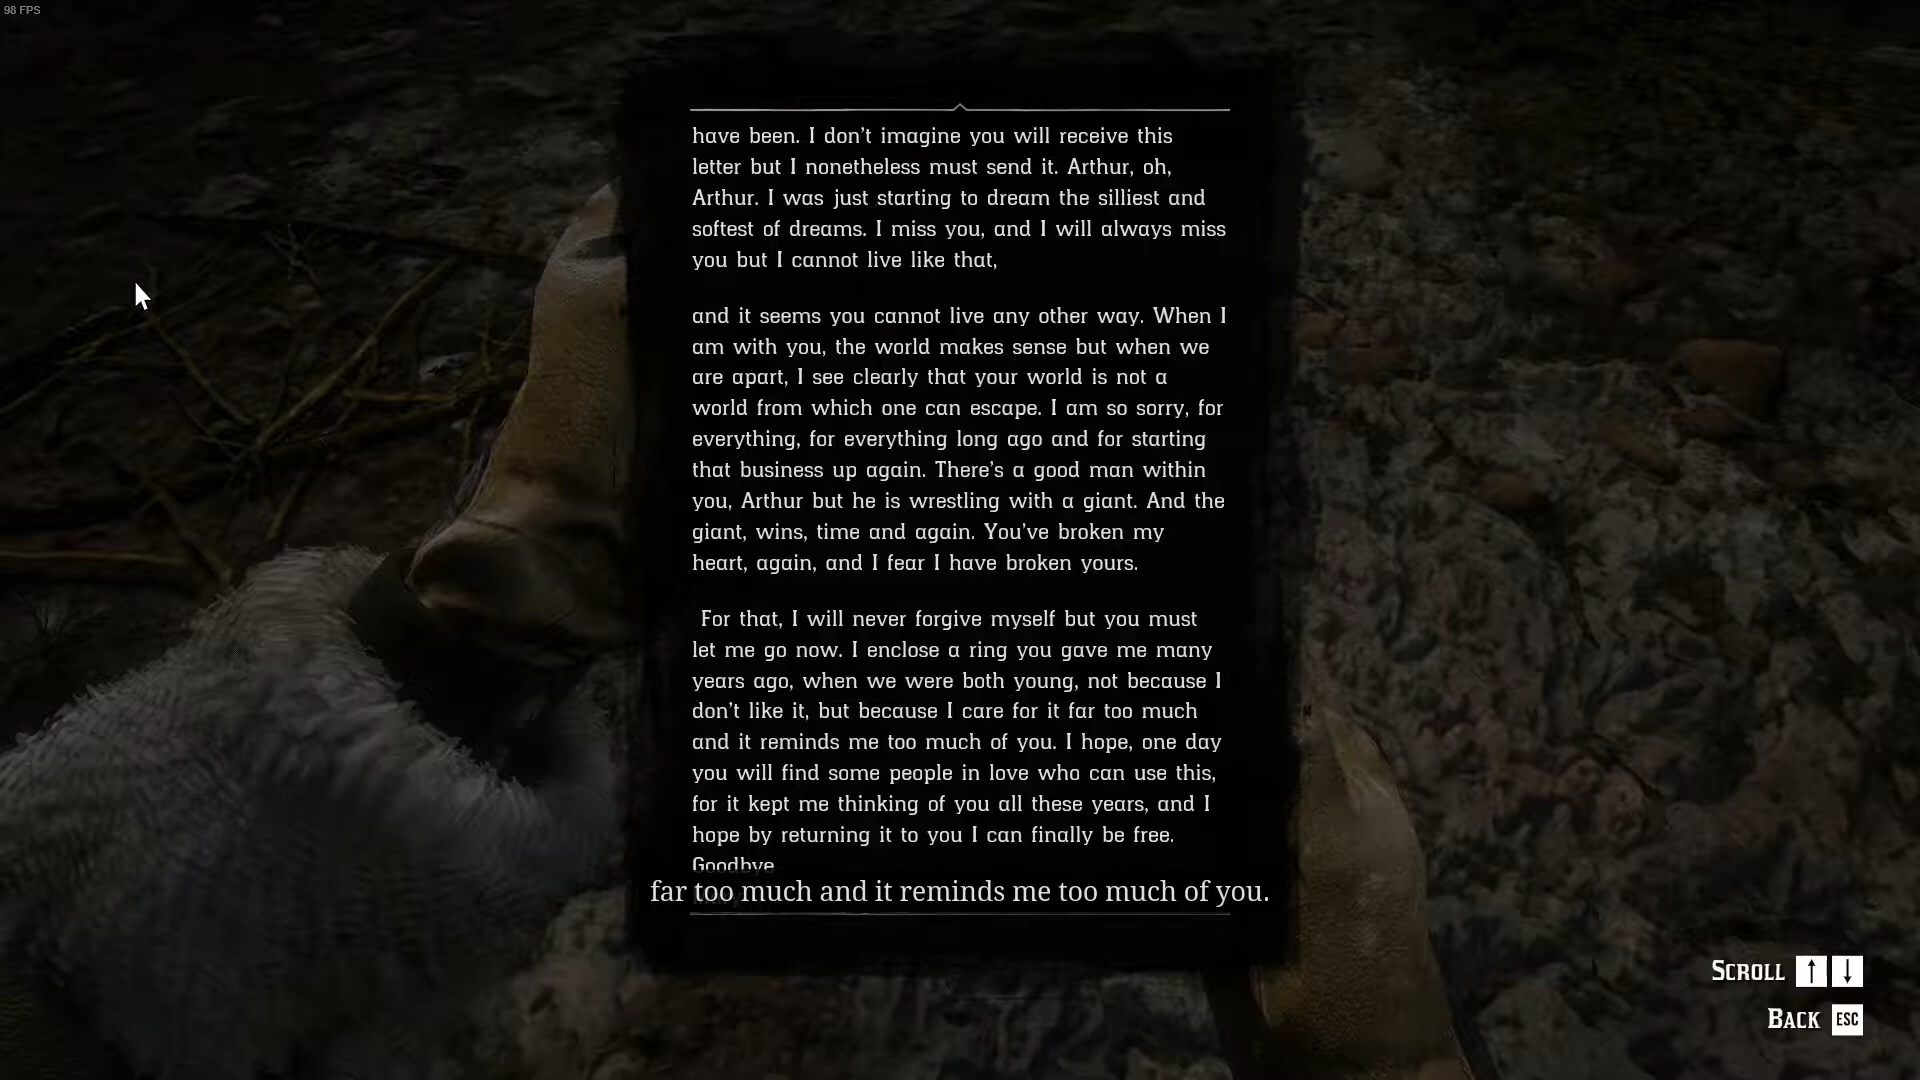 98 FPS
have been. I don't imagine you will receive this
letter but I nonetheless must send it. Arthur, oh,
Arthur. I was just starting to dream the silliest and
softest of dreams. I miss you, and I will always miss
you but I cannot live like that,
and it seems you cannot live any other way. When I
am with you, the world makes sense but when we
are apart, I see clearly that your world is not a
world from which one can escape. I am so sorry, for
everything, for everything long ago and for starting
that business up again. There's a good man within
you, Arthur but he is wrestling with a giant. And the
giant, wins, time and again. You've broken my
heart, again, and I fear I have broken yours.
For that, I will never forgive myself but you must
let me go now. I enclose a ring you gave me many
years ago, when we were both young, not because I
don't like it, but because I care for it far too much
and it reminds me too much of you. I hope, one day
you will find some people in love who can use this,
for it kept me thinking of you all these years, and I
hope by returning it to you I can finally be free.
Goodbye
far too much and it reminds me too much of you.
SCROLL ↑ ↓
BACK ESC